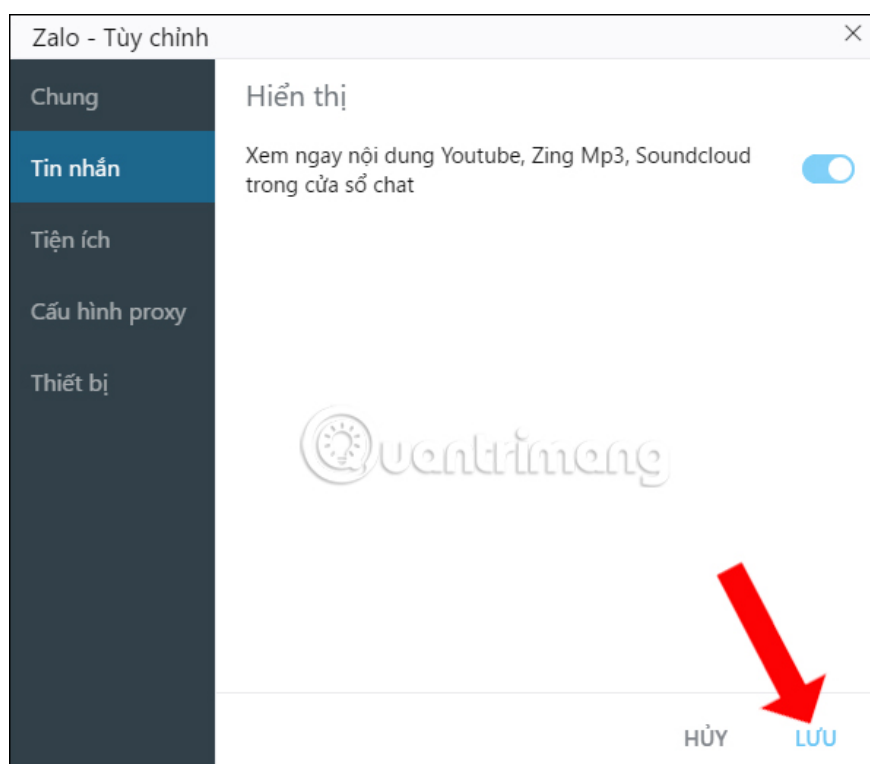 Zalo - Tùy chỉnh
Chung
Tin nhắn
Tiện ích
Cấu hình proxy
Thiết bị
Hiển thị
Xem ngay nội dung Youtube, Zing Mp3, Soundcloud
trong cửa sổ chat
Quantrimang
HỦY LƯU